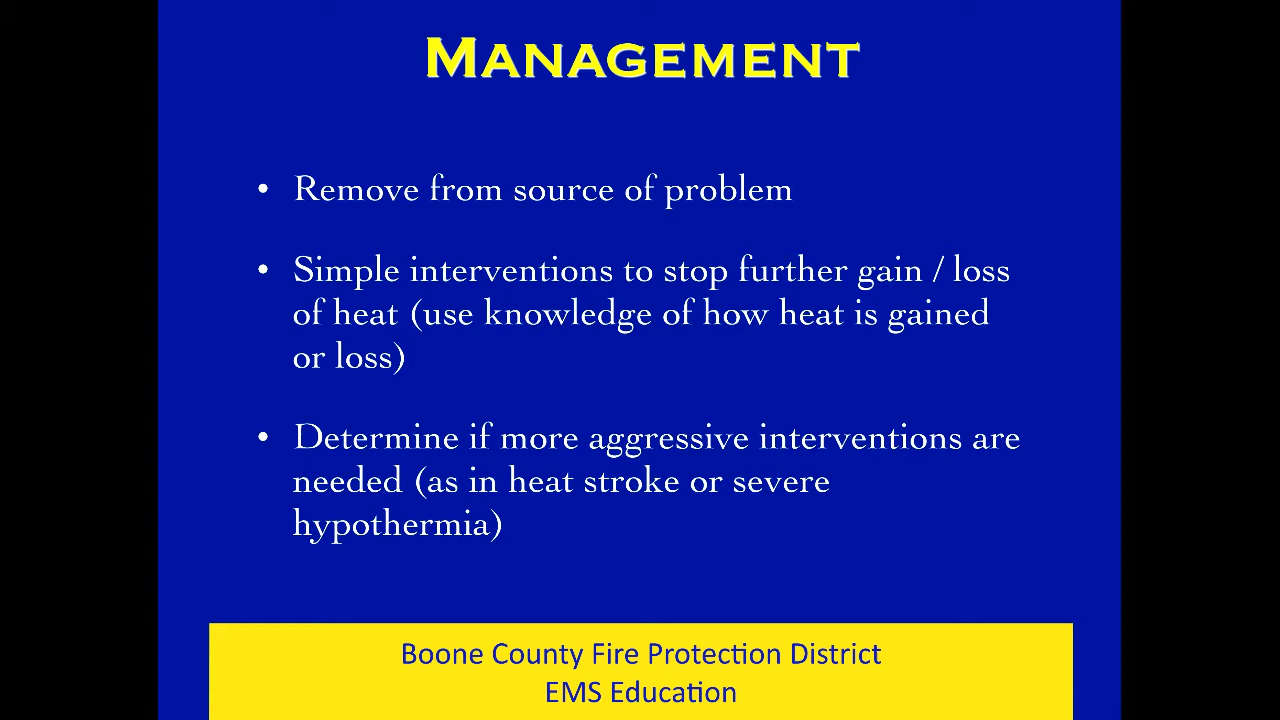 MANAGEMENT
• Remove from source of problem
• Simple interventions to stop further gain / loss
of heat (use knowledge of how heat is gained
or loss)
• Determine if more aggressive interventions are
needed (as in heat stroke or severe
hypothermia)
Boone County Fire Protection District
EMS Education